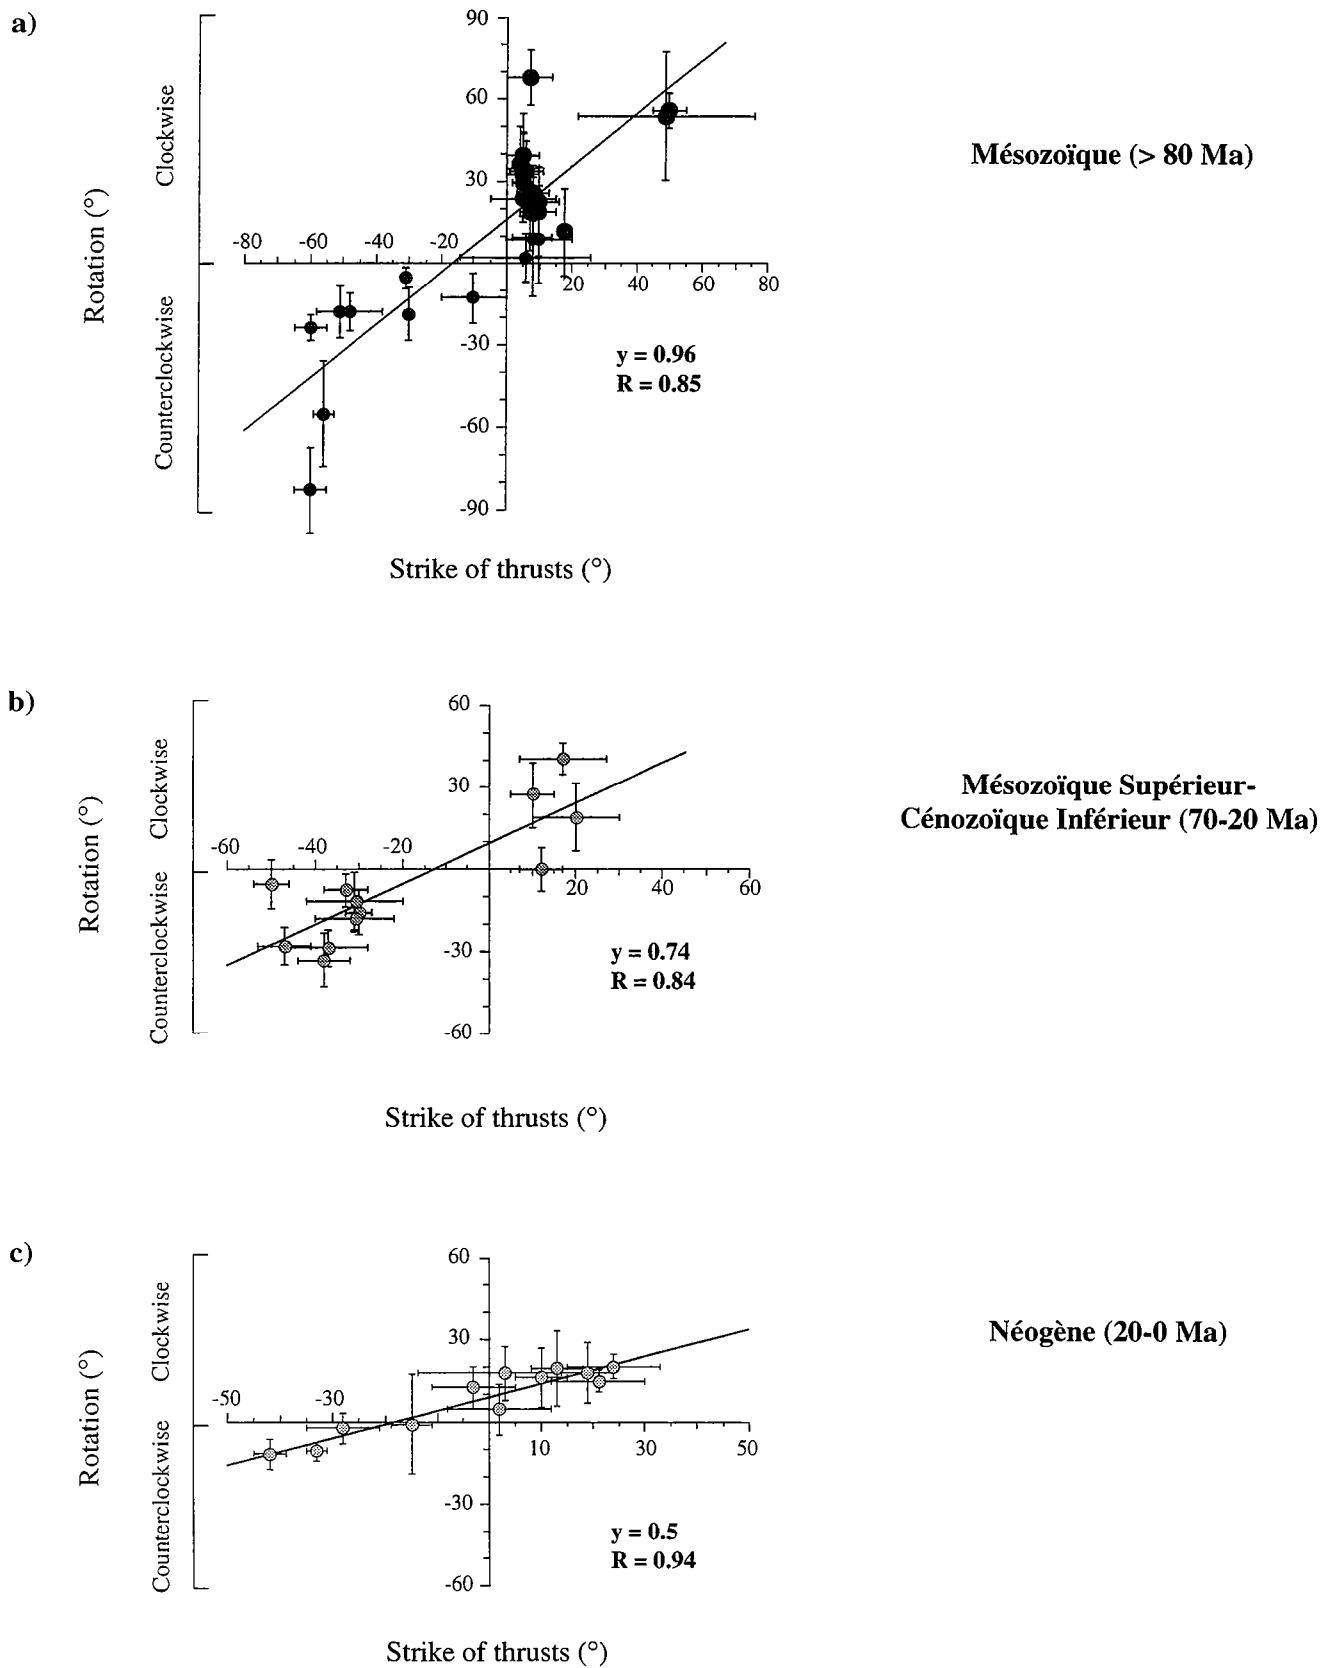 a)
90
60
30
-80 -60 -40 -20
20 40 60 80
-30
-60
-90
Rotation (°)
Clockwise
Counterclockwise
y = 0.96
R = 0.85
Strike of thrusts (°)
Mésozoïque (> 80 Ma)
b)
60
30
-60 -40 -20
20 40 60
-30
-60
Rotation (°)
Clockwise
Counterclockwise
y = 0.74
R = 0.84
Strike of thrusts (°)
Mésozoïque Supérieur-
Cénozoïque Inférieur (70-20 Ma)
c)
60
30
-50 -30
10 30 50
-30
-60
Rotation (°)
Clockwise
Counterclockwise
y = 0.5
R = 0.94
Strike of thrusts (°)
Néogène (20-0 Ma)